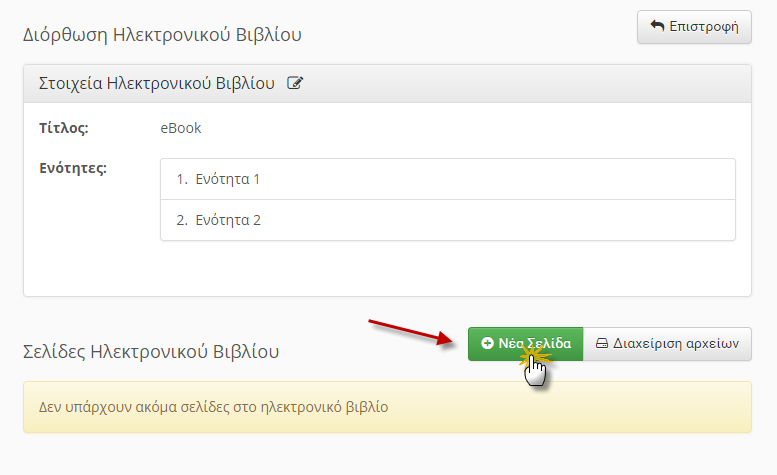 Διόρθωση Ηλεκτρονικού Βιβλίου
Επιστροφή
Στοιχεία Ηλεκτρονικού Βιβλίου
Τίτλος: eBook
Ενότητες:
1. Ενότητα 1
2. Ενότητα 2
Σελίδες Ηλεκτρονικού Βιβλίου
Νέα Σελίδα
Διαχείριση αρχείων
Δεν υπάρχουν ακόμα σελίδες στο ηλεκτρονικό βιβλίο